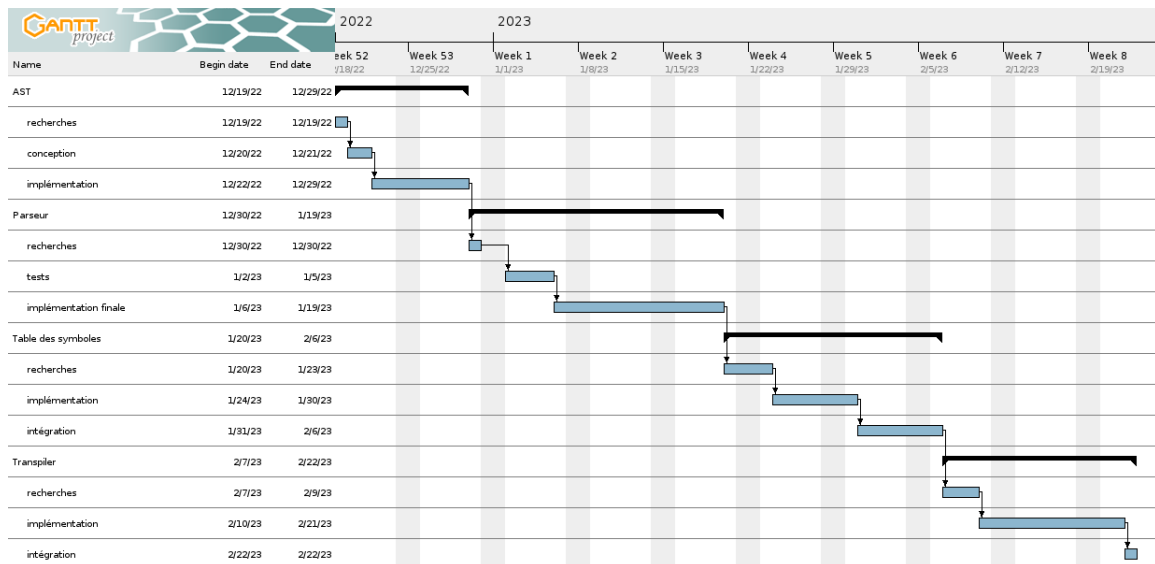 GANTT project
2022 2023
eek 52 Week 53 Week 1 Week 2 Week 3 Week 4 Week 5 Week 6 Week 7 Week 8
Name Begin date End date /18/22 12/25/22 1/1/23 1/8/23 1/15/23 1/22/23 1/29/23 2/5/23 2/12/23 2/19/23
AST 12/19/22 12/29/22
recherches 12/19/22 12/19/22
conception 12/20/22 12/21/22
implémentation 12/22/22 12/29/22
Parseur 12/30/22 1/19/23
recherches 12/30/22 12/30/22
tests 1/2/23 1/5/23
implémentation finale 1/6/23 1/19/23
Table des symboles 1/20/23 2/6/23
recherches 1/20/23 1/23/23
implémentation 1/24/23 1/30/23
intégration 1/31/23 2/6/23
Transpiler 2/7/23 2/22/23
recherches 2/7/23 2/9/23
implémentation 2/10/23 2/21/23
intégration 2/22/23 2/22/23